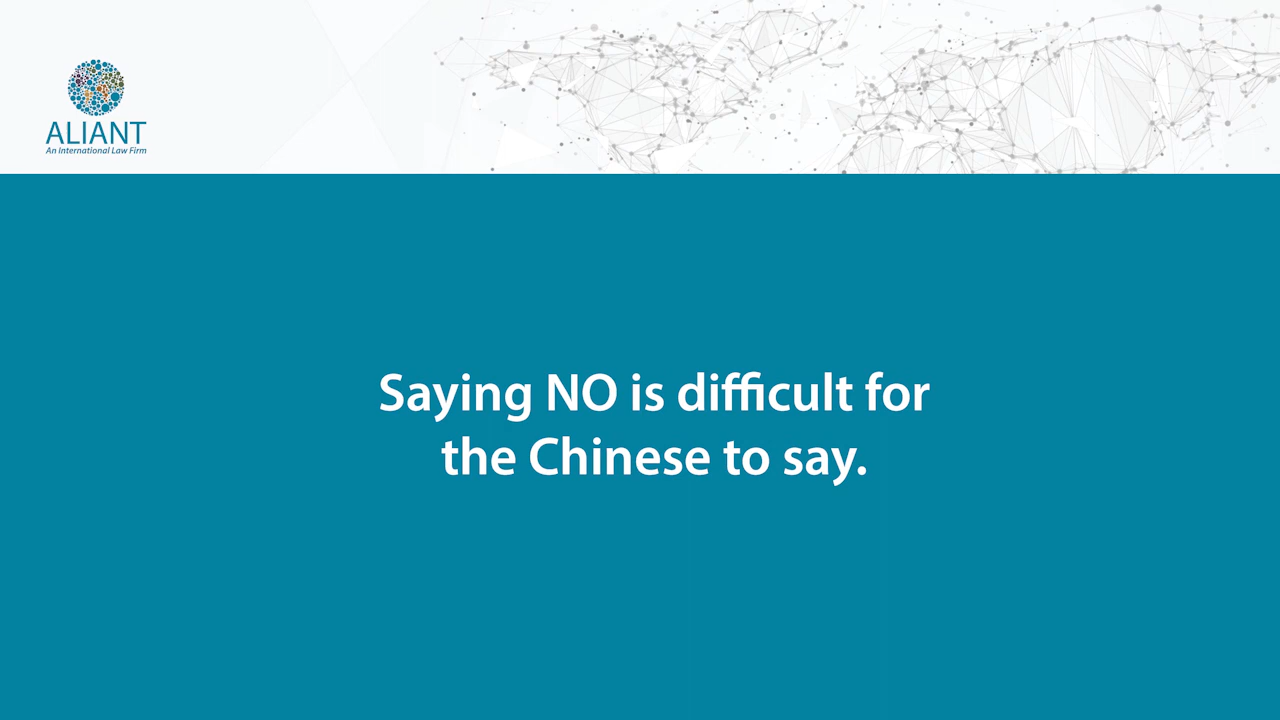 ALIANT
An International Law Firm
Saying NO is difficult for
the Chinese to say.